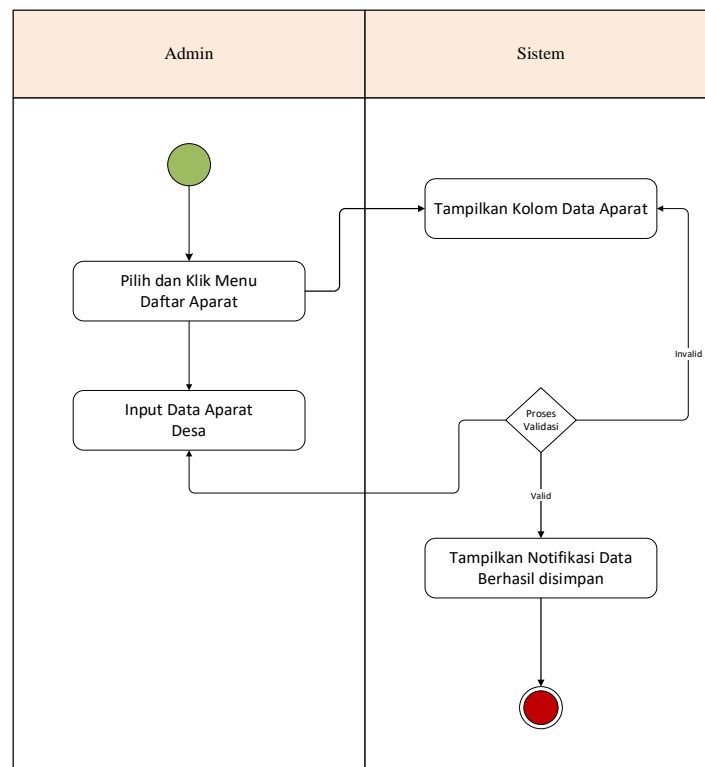 Admin
Sistem
Tampilkan Kolom Data Aparat
Pilih dan Klik Menu
Daftar Aparat
Invalid
Input Data Aparat
Desa
Proses
Validasi
Valid
Tampilkan Notifikasi Data
Berhasil disimpan